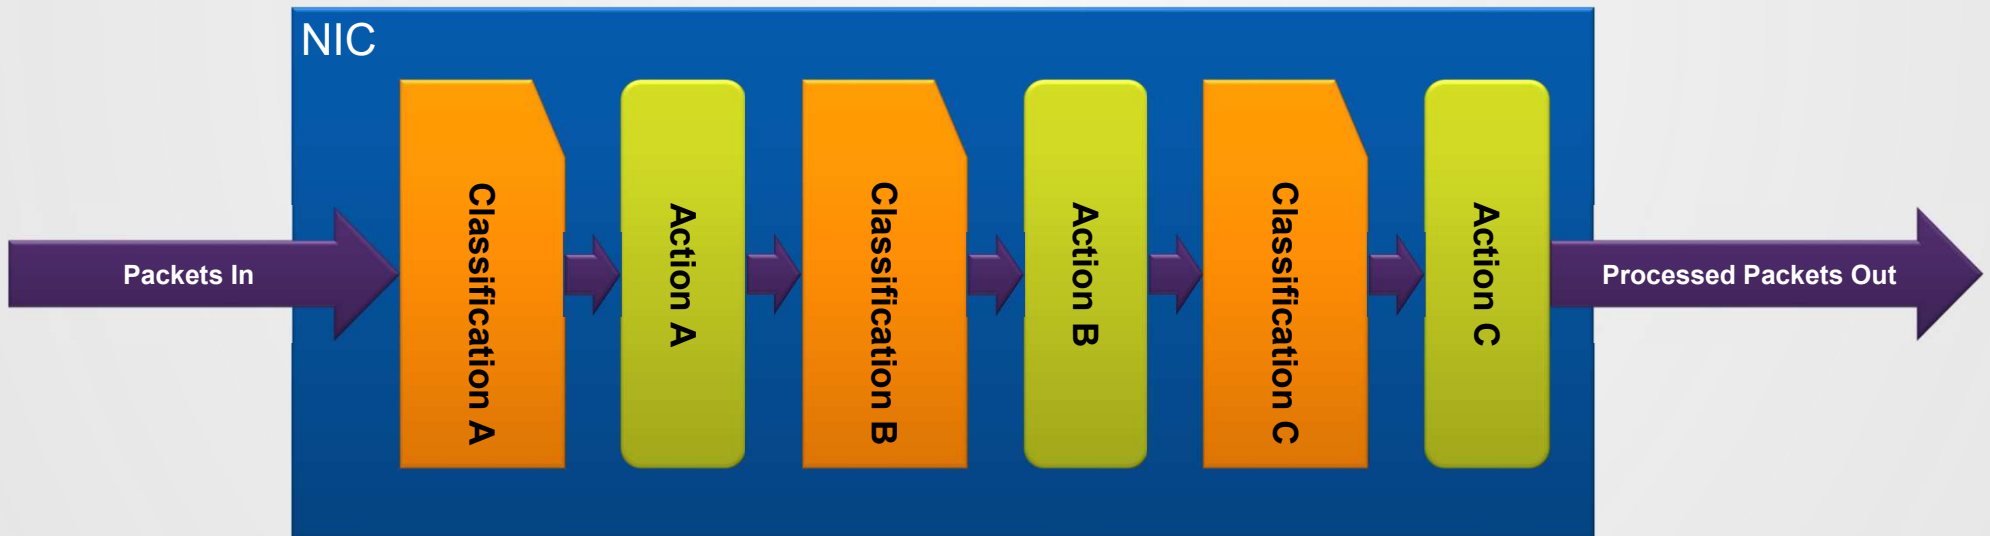 NIC
Packets In
Classification A
Action A
Classification B
Action B
Classification C
Action C
Processed Packets Out